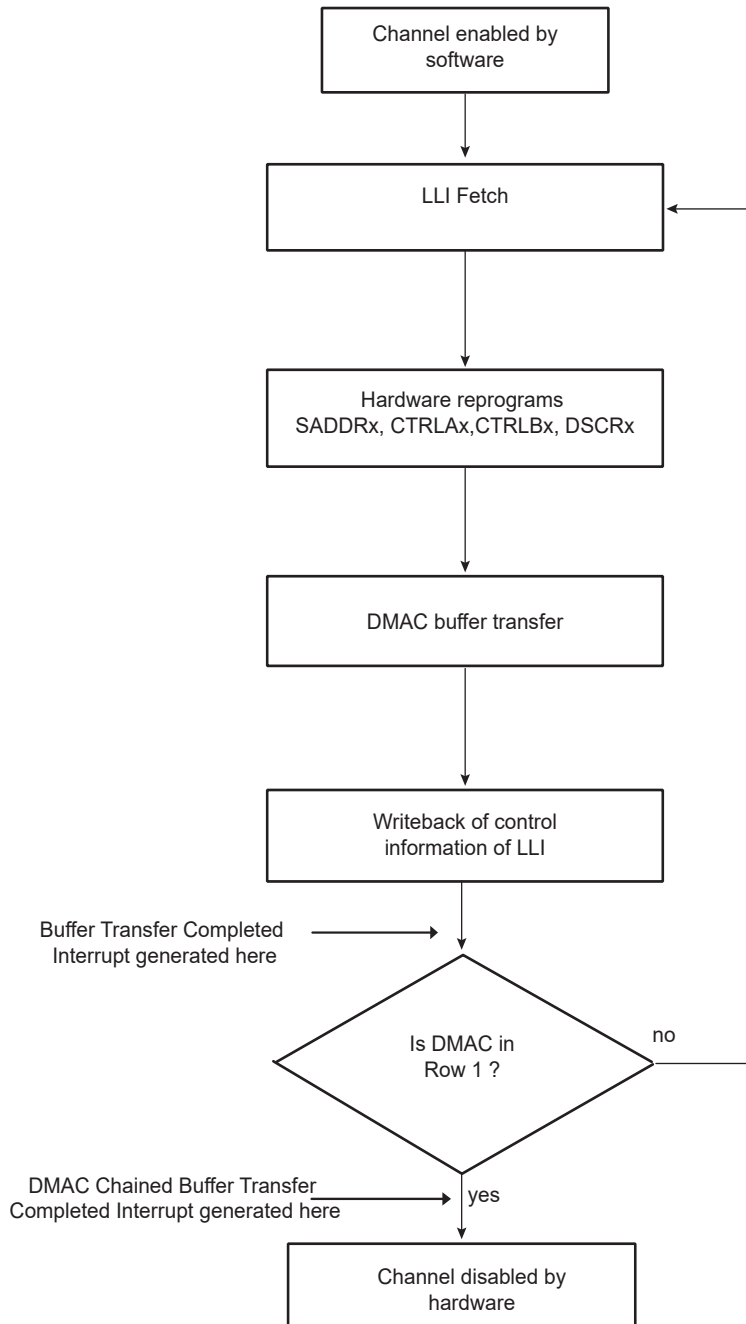 Channel enabled by
software
LLI Fetch
Hardware reprograms
SADDRx, CTRLAx,CTRLBx, DSCRx
DMAC buffer transfer
Writeback of control
information of LLI
Buffer Transfer Completed
Interrupt generated here
Is DMAC in
Row 1 ?
no
DMAC Chained Buffer Transfer
Completed Interrupt generated here
yes
Channel disabled by
hardware